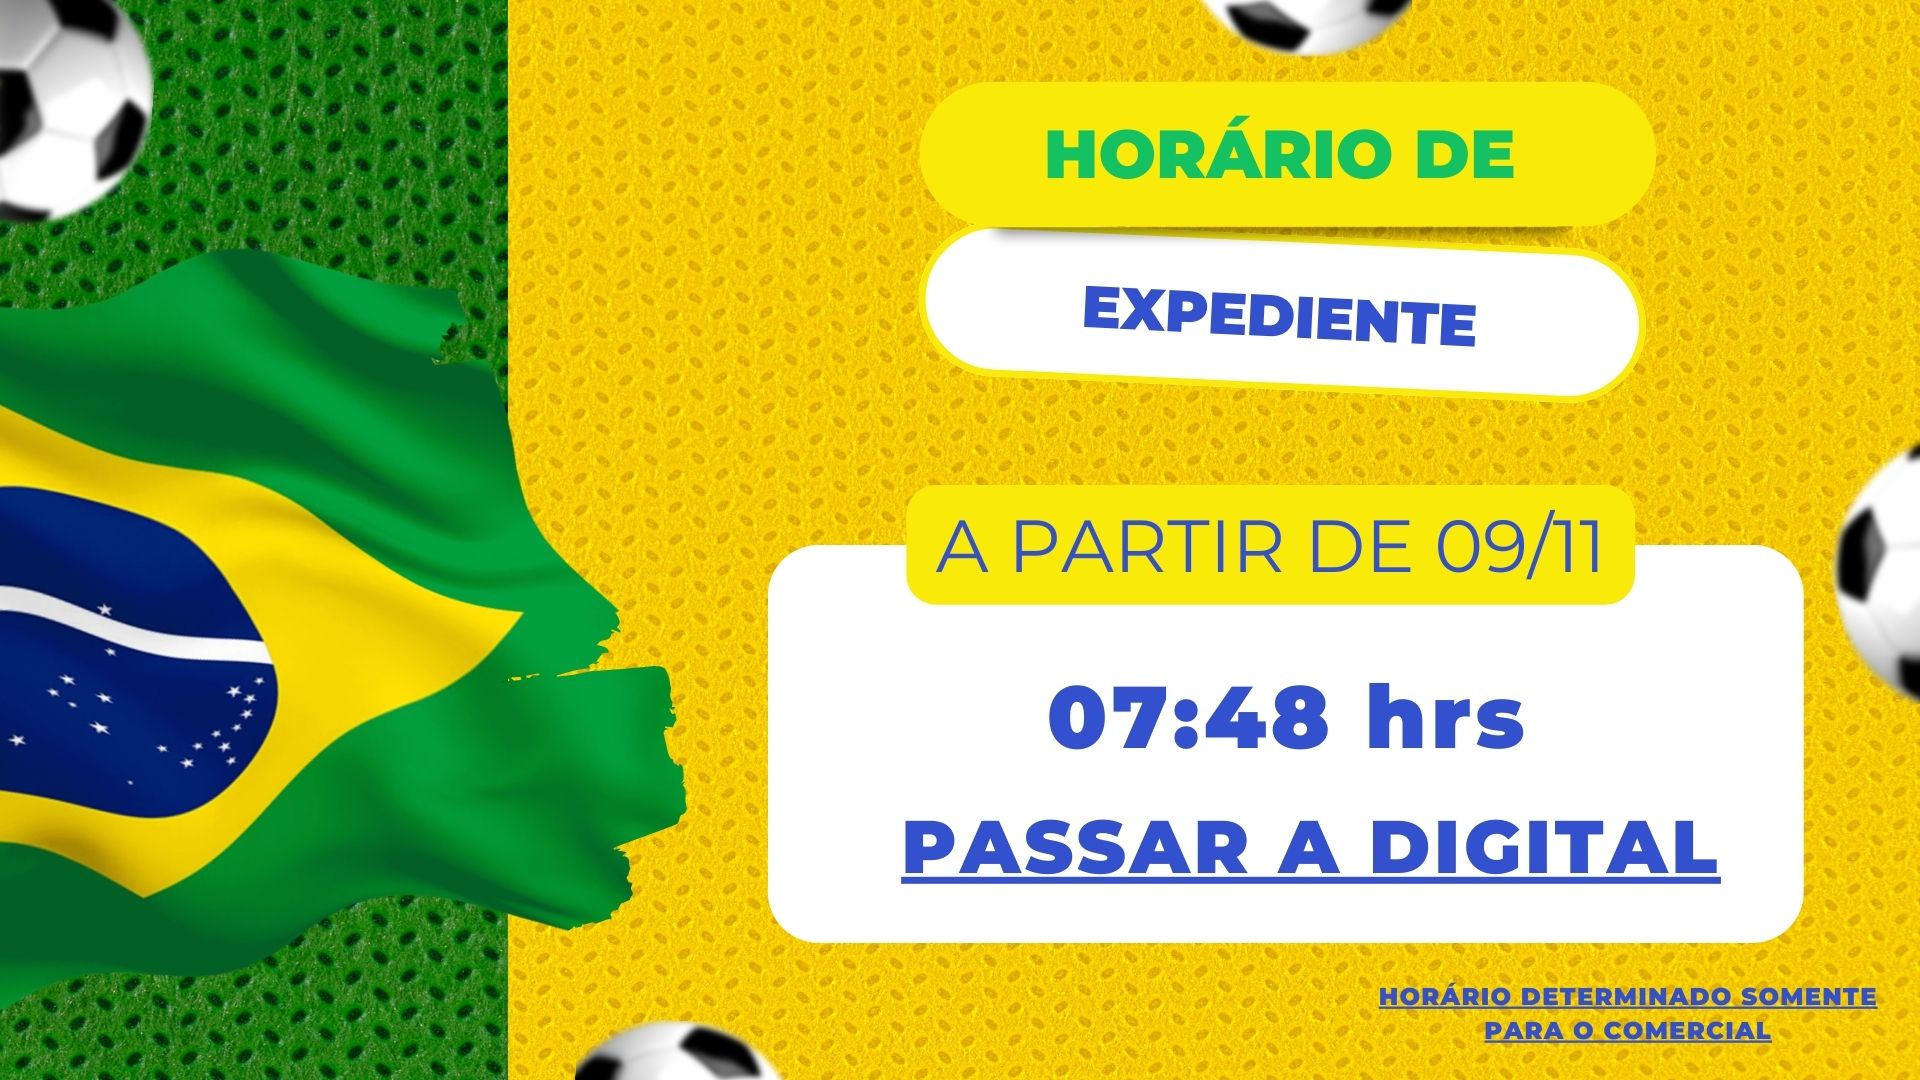 HORÁRIO DE
EXPEDIENTE
A PARTIR DE 09/11
07:48 hrs
PASSAR A DIGITAL
HORÁRIO DETERMINADO SOMENTE
PARA O COMERCIAL